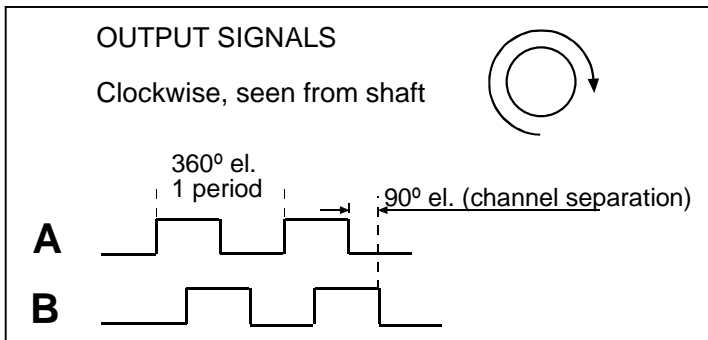 OUTPUT SIGNALS
Clockwise, seen from shaft
360º el.
1 period
90º el. (channel separation)
A
B